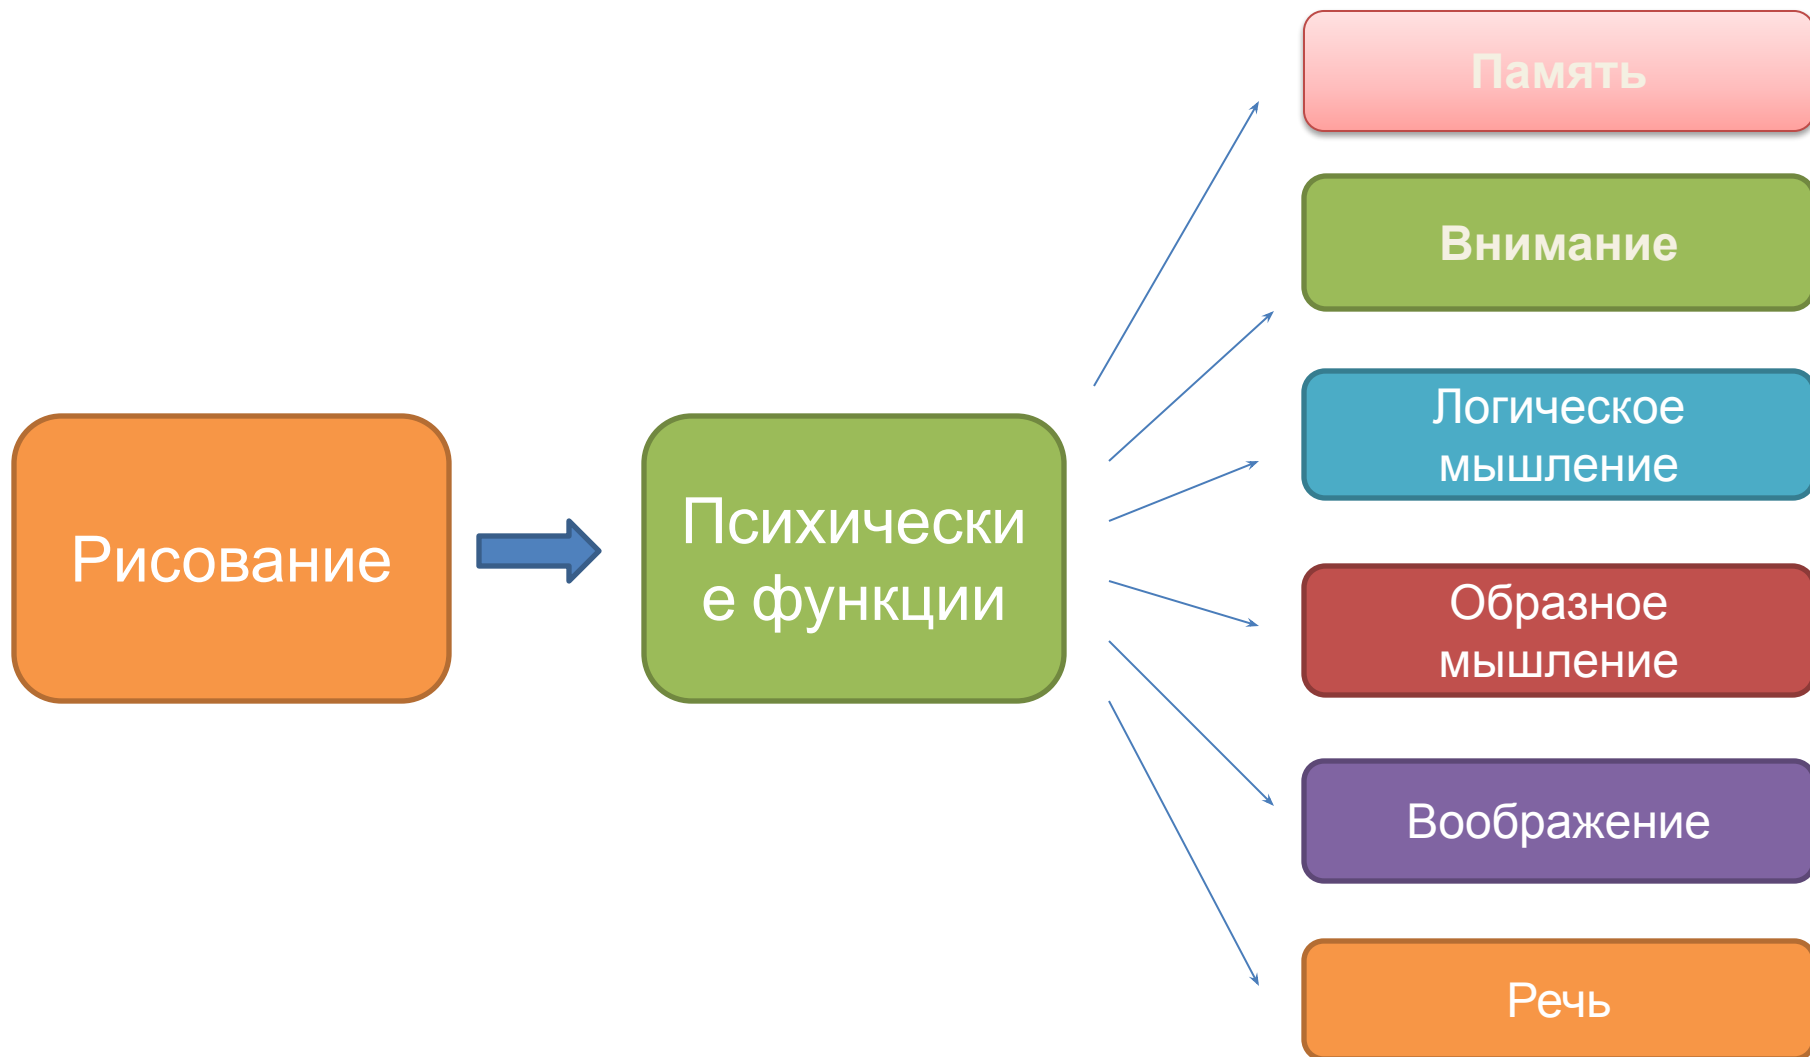 Рисование
Психически
е функции
Память
Внимание
Логическое
мышление
Образное
мышление
Воображение
Речь